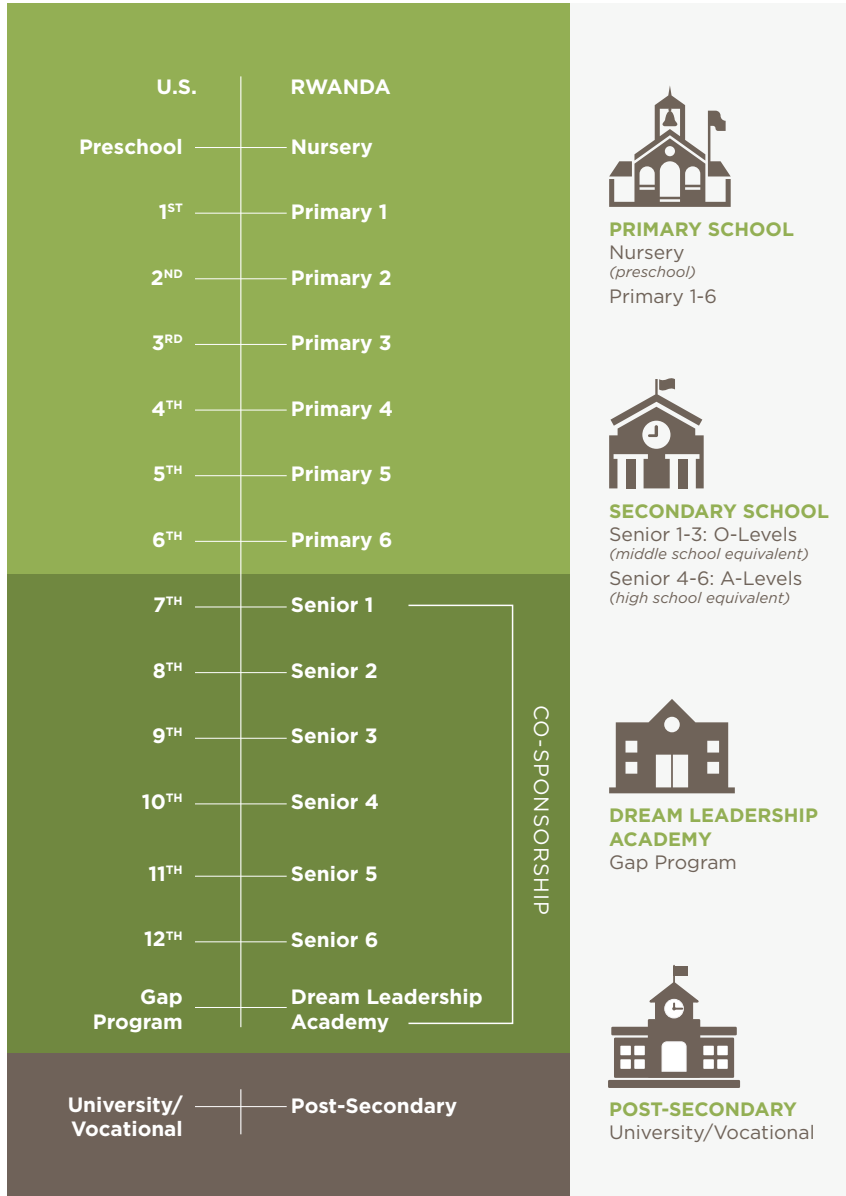 U.S. RWANDA
Preschool Nursery
1ST Primary 1
2ND Primary 2
3RD Primary 3
4TH Primary 4
5TH Primary 5
6TH Primary 6
7TH Senior 1
8TH Senior 2
9TH Senior 3
10TH Senior 4
11TH Senior 5
12TH Senior 6
Gap Dream Leadership
Program Academy
CO-SPONSORSHIP
University/ Post-Secondary
Vocational
PRIMARY SCHOOL
Nursery
(preschool)
Primary 1-6
SECONDARY SCHOOL
Senior 1-3: O-Levels
(middle school equivalent)
Senior 4-6: A-Levels
(high school equivalent)
DREAM LEADERSHIP
ACADEMY
Gap Program
POST-SECONDARY
University/Vocational